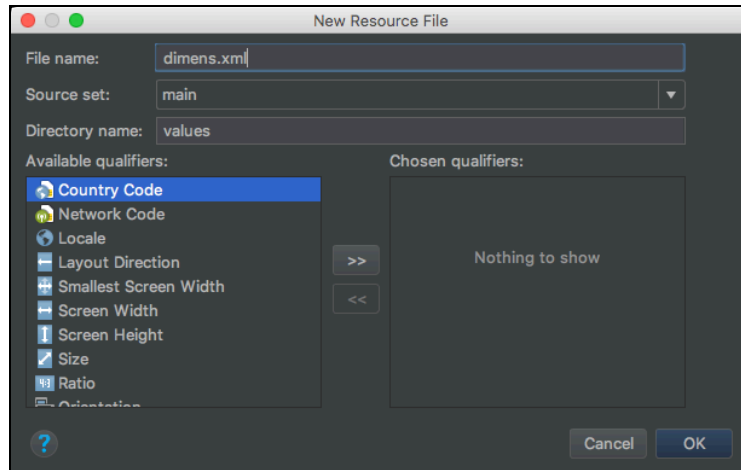 New Resource File
File name: dimens.xml
Source set: main
Directory name: values
Available qualifiers: Chosen qualifiers:
Country Code
Network Code
Locale
Layout Direction
>> Nothing to show
Smallest Screen Width
<<
Screen Width
Screen Height
Size
Ratio
Orientation
? Cancel OK